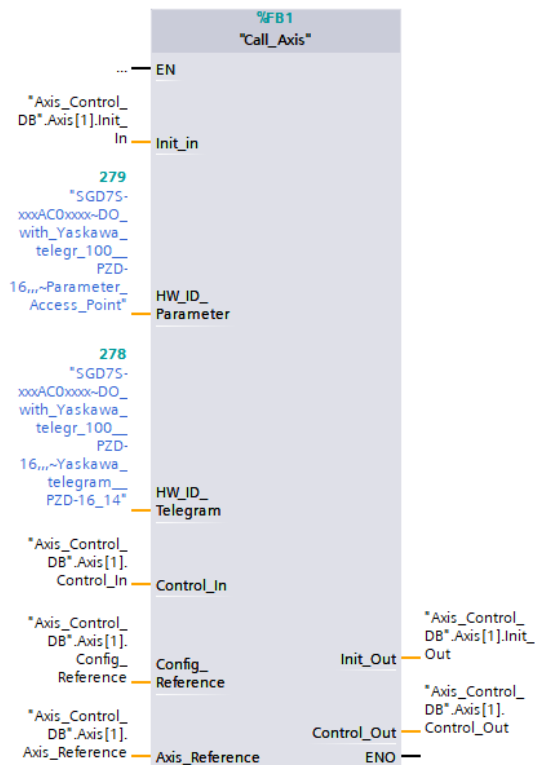 %FB1
"Call_Axis"
...
EN
"Axis_Control_
DB".Axis[1].Init_
In
Init_in
279
"SGD7S-
xxxAC0xxxx~DO_
with_Yaskawa_
telegr_100__
PZD-
16,,,~Parameter_
Access_Point"
HW_ID_
Parameter
278
"SGD7S-
xxxAC0xxxx~DO_
with_Yaskawa_
telegr_100__
PZD-
16,,,~Yaskawa_
telegram__
PZD-16_14"
HW_ID_
Telegram
"Axis_Control_
DB".Axis[1].
Control_In
Control_In
"Axis_Control_
DB".Axis[1].
Config_
Reference
Config_
Reference
Init_Out
"Axis_Control_
DB".Axis[1].Init_
Out
"Axis_Control_
DB".Axis[1].
Axis_Reference
Axis_Reference
Control_Out
"Axis_Control_
DB".Axis[1].
Control_Out
ENO